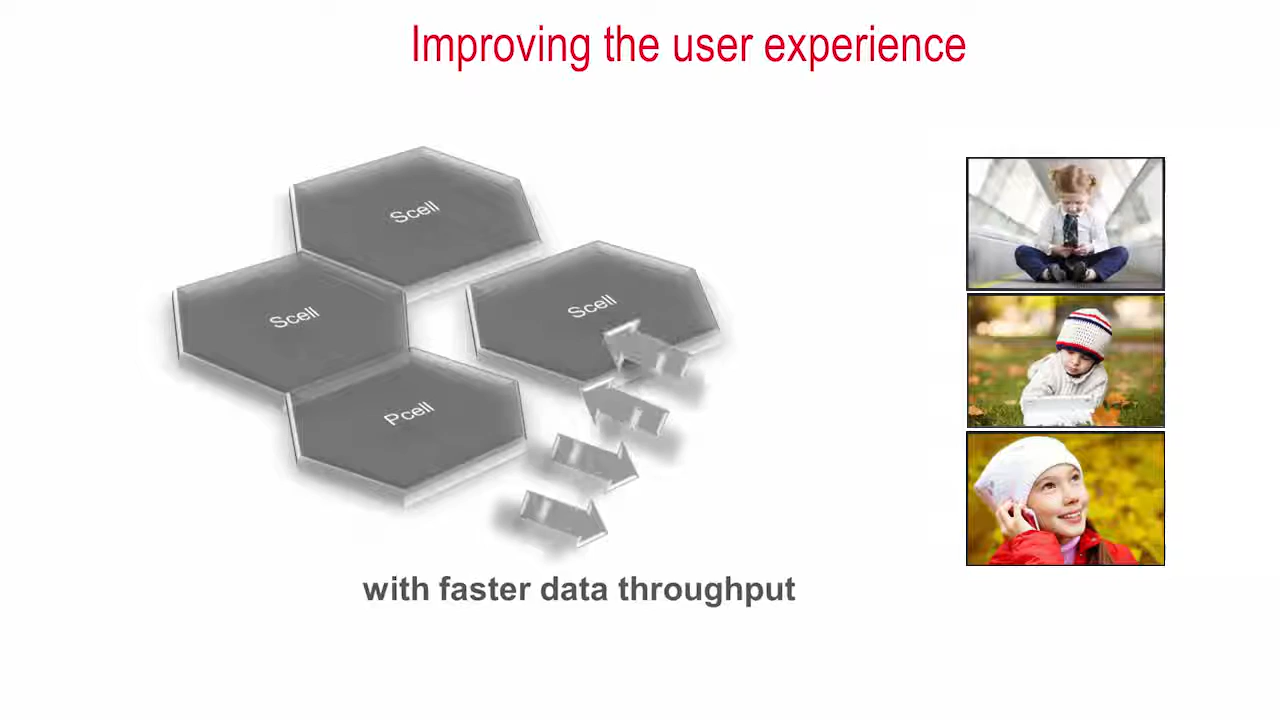 Improving the user experience
Scell
Scell
Scell
Pcell
with faster data throughput